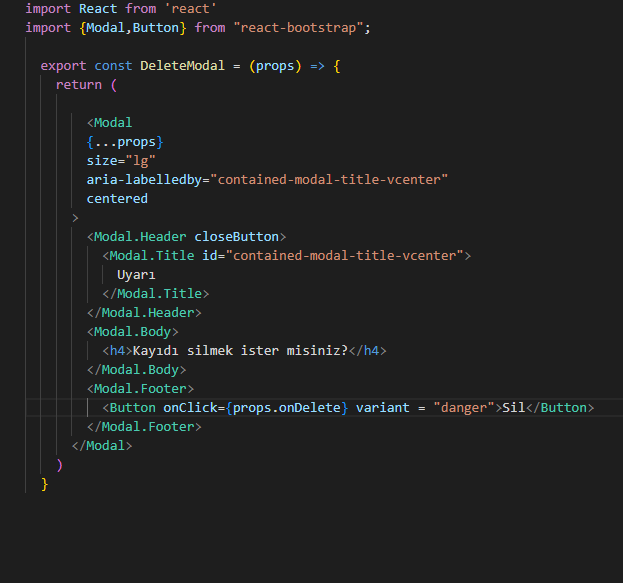 import React from 'react'
import {Modal,Button} from "react-bootstrap";
export const DeleteModal = (props) => {
return (
<Modal
{...props}
size="lg"
aria-labelledby="contained-modal-title-vcenter"
centered
>
<Modal.Header closeButton>
<Modal.Title id="contained-modal-title-vcenter">
Uyarı
</Modal.Title>
</Modal.Header>
<Modal.Body>
<h4>Kayıdı silmek ister misiniz?</h4>
</Modal.Body>
<Modal.Footer>
<Button onClick={props.onDelete} variant = "danger">Sil</Button>
</Modal.Footer>
</Modal>
)
}